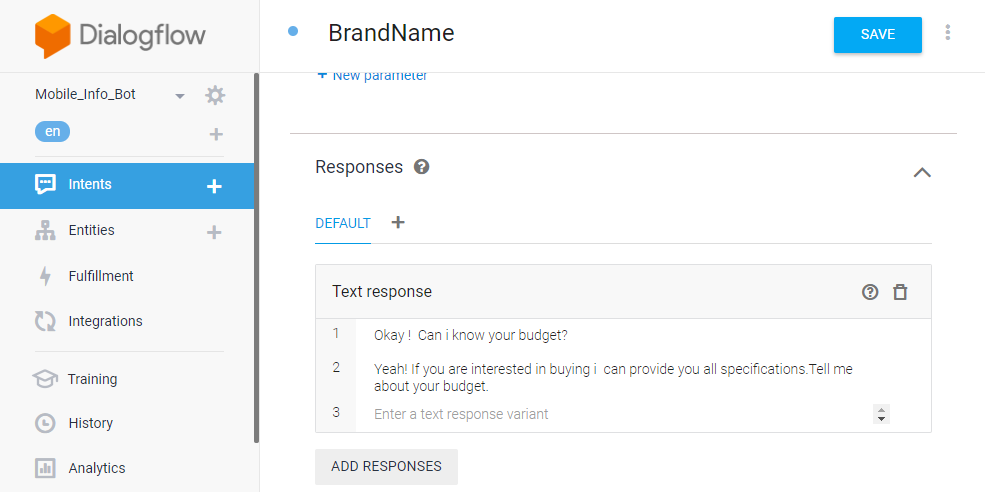 Dialogflow
BrandName
SAVE
Mobile_Info_Bot
en
+ New parameter
Intents
Entities
Fulfillment
Integrations
Training
History
Analytics
Responses ?
DEFAULT +
Text response
1 Okay ! Can i know your budget?
2 Yeah! If you are interested in buying i can provide you all specifications.Tell me
about your budget.
3 Enter a text response variant
ADD RESPONSES